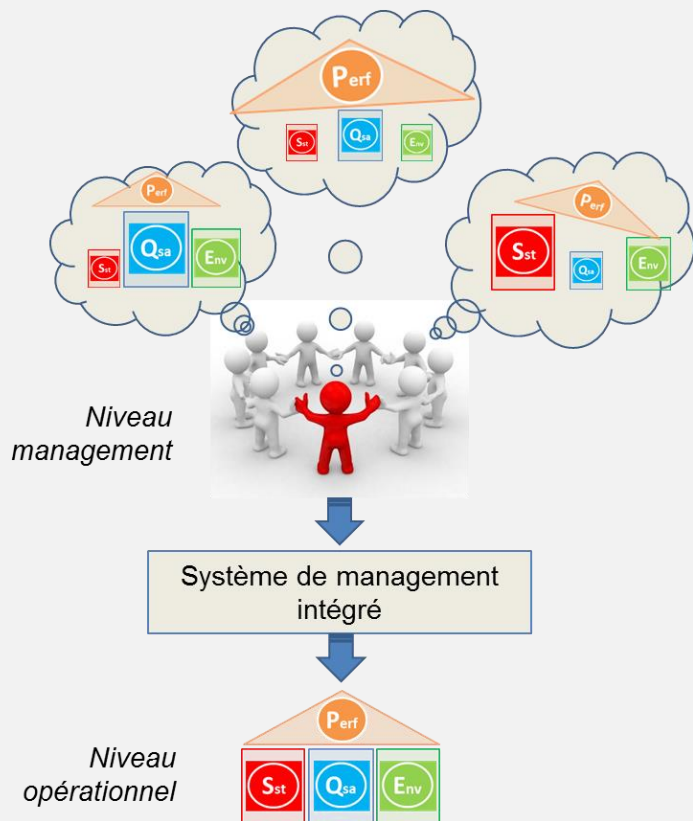 Perf
Sst
Qsa
Env
Perf
Sst
Qsa
Env
Perf
Sst
Qsa
Env
Niveau
management
Système de management
intégré
Perf
Niveau
opérationnel
Sst
Qsa
Env